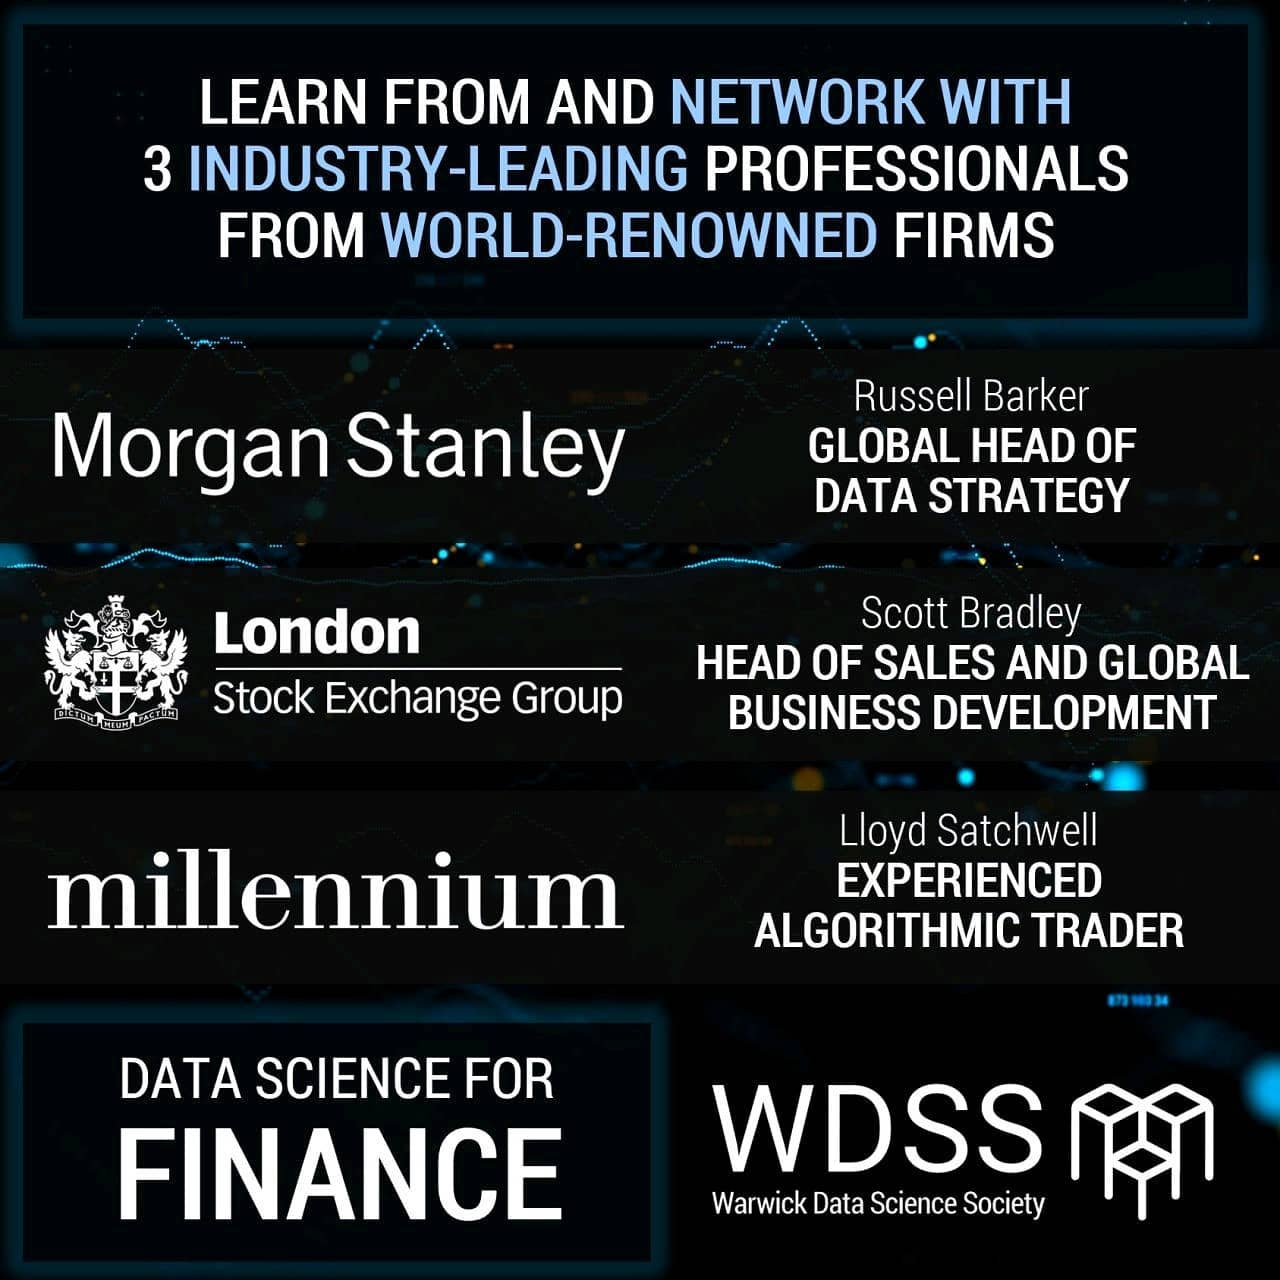 LEARN FROM AND NETWORK WITH
3 INDUSTRY-LEADING PROFESSIONALS
FROM WORLD-RENOWNED FIRMS
Morgan Stanley
Russell Barker
GLOBAL HEAD OF
DATA STRATEGY
London
Stock Exchange Group
DICTUM MEUM PACTUM
Scott Bradley
HEAD OF SALES AND GLOBAL
BUSINESS DEVELOPMENT
millennium
Lloyd Satchwell
EXPERIENCED
ALGORITHMIC TRADER
DATA SCIENCE FOR
FINANCE
WDSS
Warwick Data Science Society